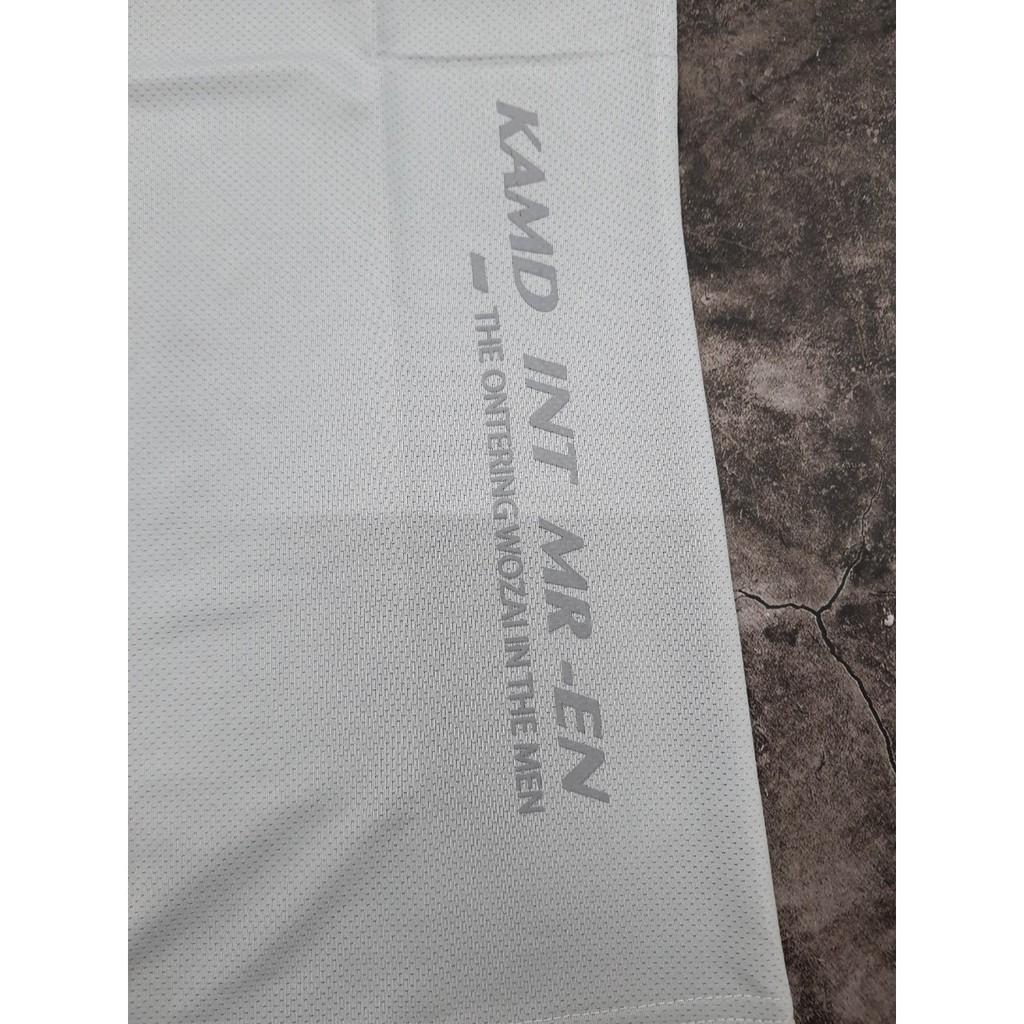 KAMD INT MR-EN
THE ONTERING WOZAI IN THE MEN